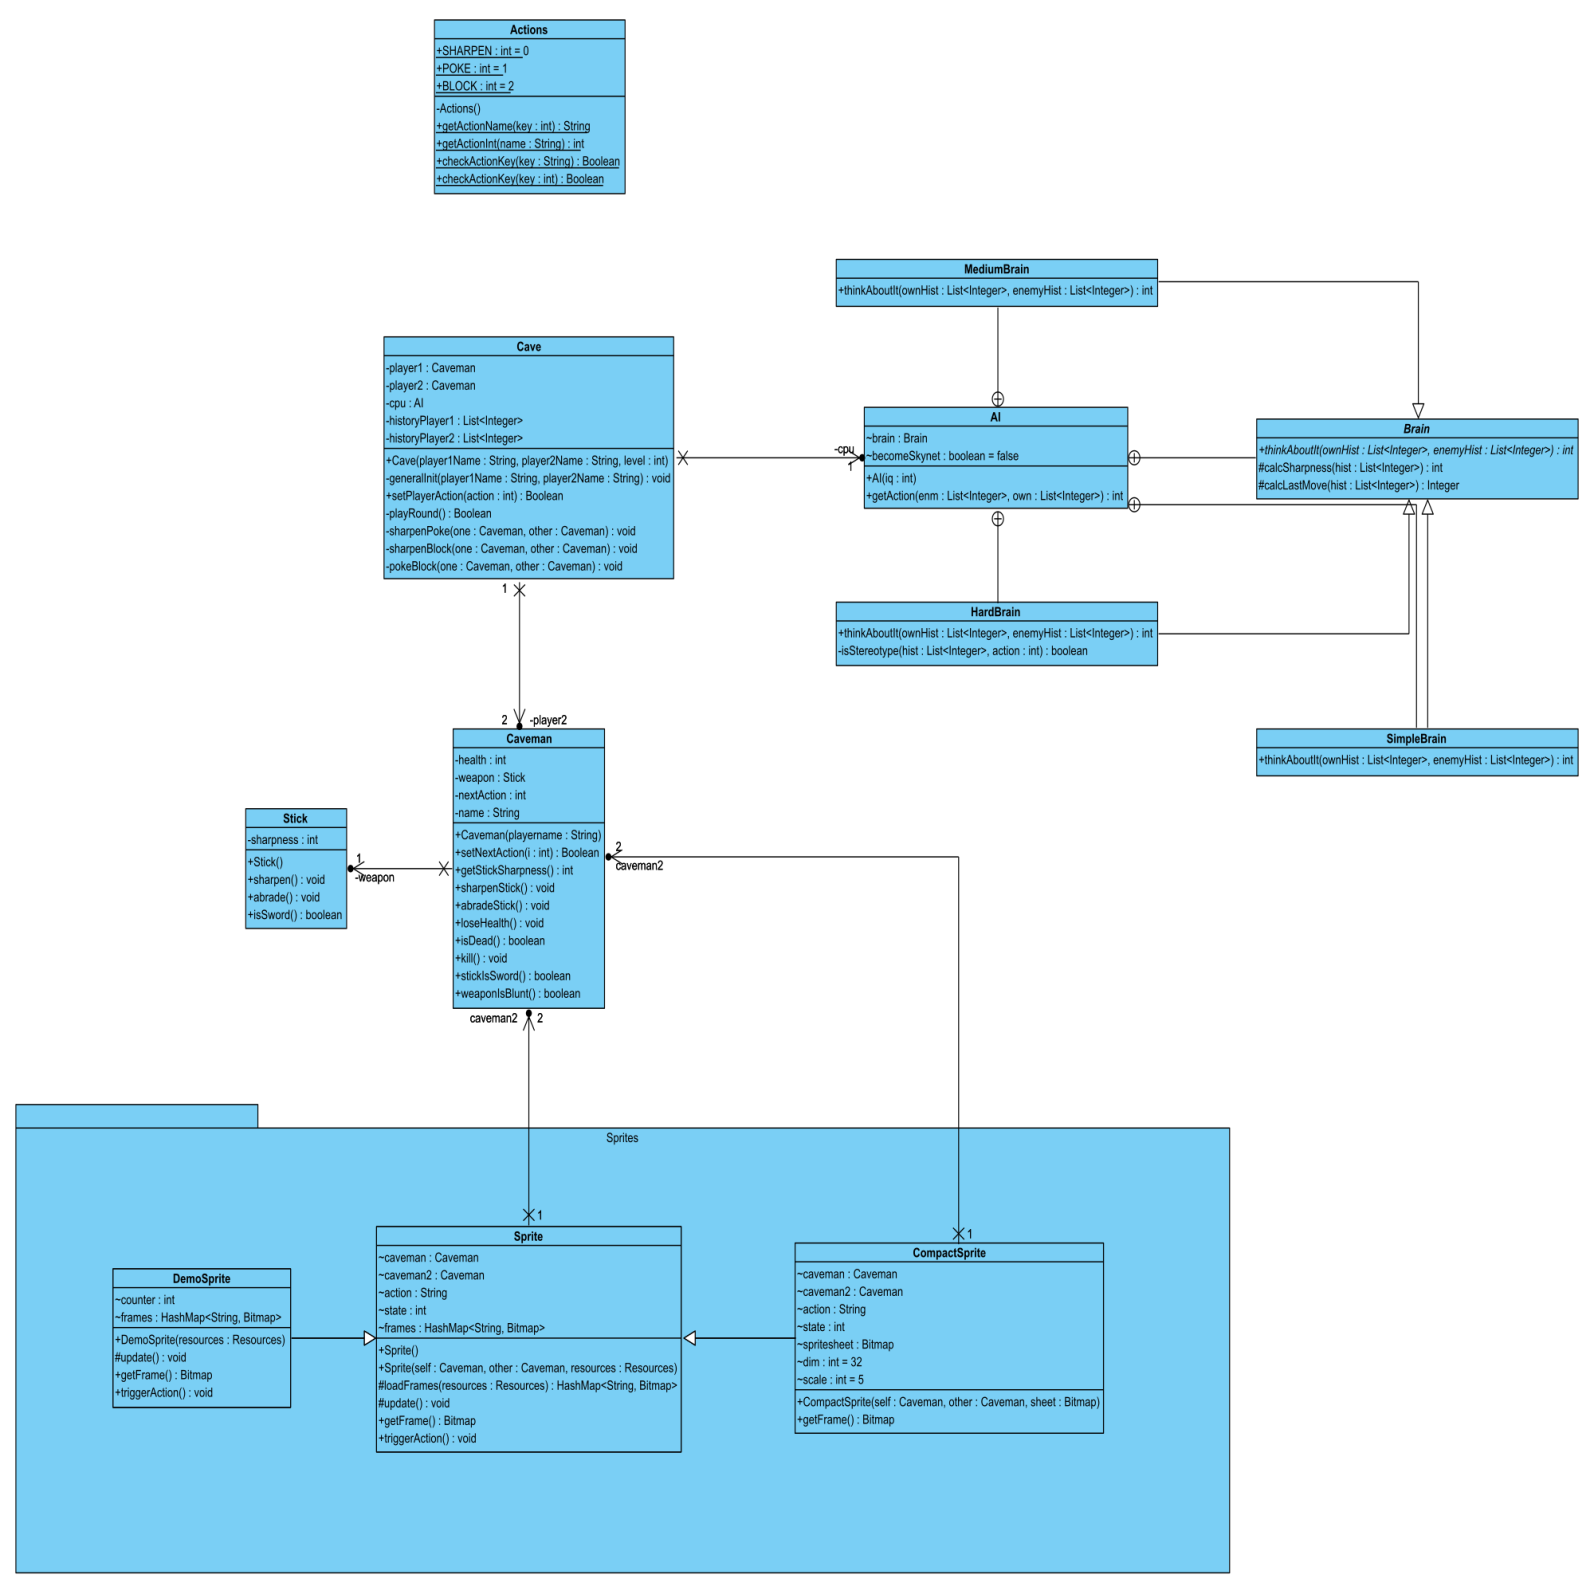 Actions
+SHARPEN : int = 0
+POKE : int = 1
+BLOCK : int = 2
-Actions()
+getActionName(key : int) : String
+getActionInt(name : String) : int
+checkActionKey(key : String) : Boolean
+checkActionKey(key : int) : Boolean
MediumBrain
+thinkAboutIt(ownHist : List<Integer>, enemyHist : List<Integer>) : int
Cave
-player1 : Caveman
-player2 : Caveman
-cpu : AI
-historyPlayer1 : List<Integer>
-historyPlayer2 : List<Integer>
+Cave(player1Name : String, player2Name : String, level : int)
-generalInit(player1Name : String, player2Name : String) : void
+setPlayerAction(action : int) : Boolean
-playRound() : Boolean
-sharpenPoke(one : Caveman, other : Caveman) : void
-sharpenBlock(one : Caveman, other : Caveman) : void
-pokeBlock(one : Caveman, other : Caveman) : void
-cpu
1
AI
~brain : Brain
~becomeSkynet : boolean = false
+AI(iq : int)
+getAction(enm : List<Integer>, own : List<Integer>) : int
Brain
+thinkAboutIt(ownHist : List<Integer>, enemyHist : List<Integer>) : int
#calcSharpness(hist : List<Integer>) : int
#calcLastMove(hist : List<Integer>) : Integer
1
HardBrain
+thinkAboutIt(ownHist : List<Integer>, enemyHist : List<Integer>) : int
-isStereotype(hist : List<Integer>, action : int) : boolean
2
-player2
SimpleBrain
+thinkAboutIt(ownHist : List<Integer>, enemyHist : List<Integer>) : int
Caveman
-health : int
-weapon : Stick
-nextAction : int
-name : String
+Caveman(playername : String)
+setNextAction(i : int) : Boolean
+getStickSharpness() : int
+sharpenStick() : void
+abradeStick() : void
+loseHealth() : void
+isDead() : boolean
+kill() : void
+stickIsSword() : boolean
+weaponIsBlunt() : boolean
Stick
-sharpness : int
+Stick()
+sharpen() : void
+abrade() : void
+isSword() : boolean
1
-weapon
2
caveman2
caveman2
2
Sprites
1
1
Sprite
~caveman : Caveman
~caveman2 : Caveman
~action : String
~state : int
~frames : HashMap<String, Bitmap>
+Sprite()
+Sprite(self : Caveman, other : Caveman, resources : Resources)
#loadFrames(resources : Resources) : HashMap<String, Bitmap>
#update() : void
+getFrame() : Bitmap
+triggerAction() : void
CompactSprite
~caveman : Caveman
~caveman2 : Caveman
~action : String
~state : int
~spritesheet : Bitmap
~dim : int = 32
~scale : int = 5
+CompactSprite(self : Caveman, other : Caveman, sheet : Bitmap)
+getFrame() : Bitmap
DemoSprite
~counter : int
~frames : HashMap<String, Bitmap>
+DemoSprite(resources : Resources)
#update() : void
+getFrame() : Bitmap
+triggerAction() : void